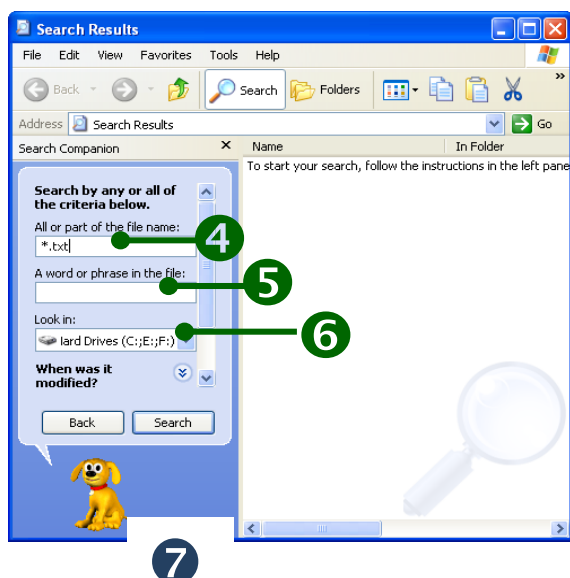 Search Results
File Edit View Favorites Tools Help
Back Search Folders »
Address Search Results Go
Search Companion × Name In Folder
To start your search, follow the instructions in the left pane
Search by any or all of
the criteria below.
All or part of the file name:
*.txt
4
A word or phrase in the file:
5
Look in:
lard Drives (C:;E:;F:)
6
When was it
modified?
Back Search
7